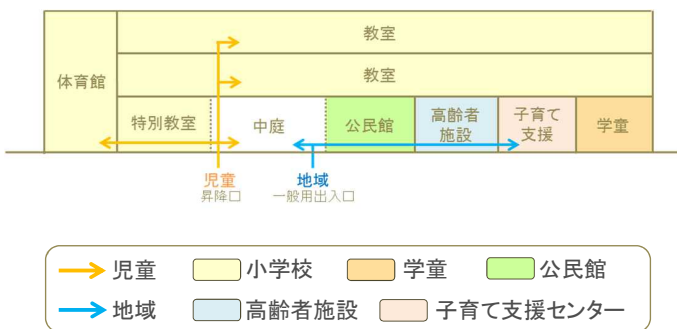 教室
教室
体育館
特別教室
中庭
公民館
高齢者
施設
子育て
支援
学童
児童
昇降口
地域
一般用出入口
児童
小学校
学童
公民館
地域
高齢者施設
子育て支援センター